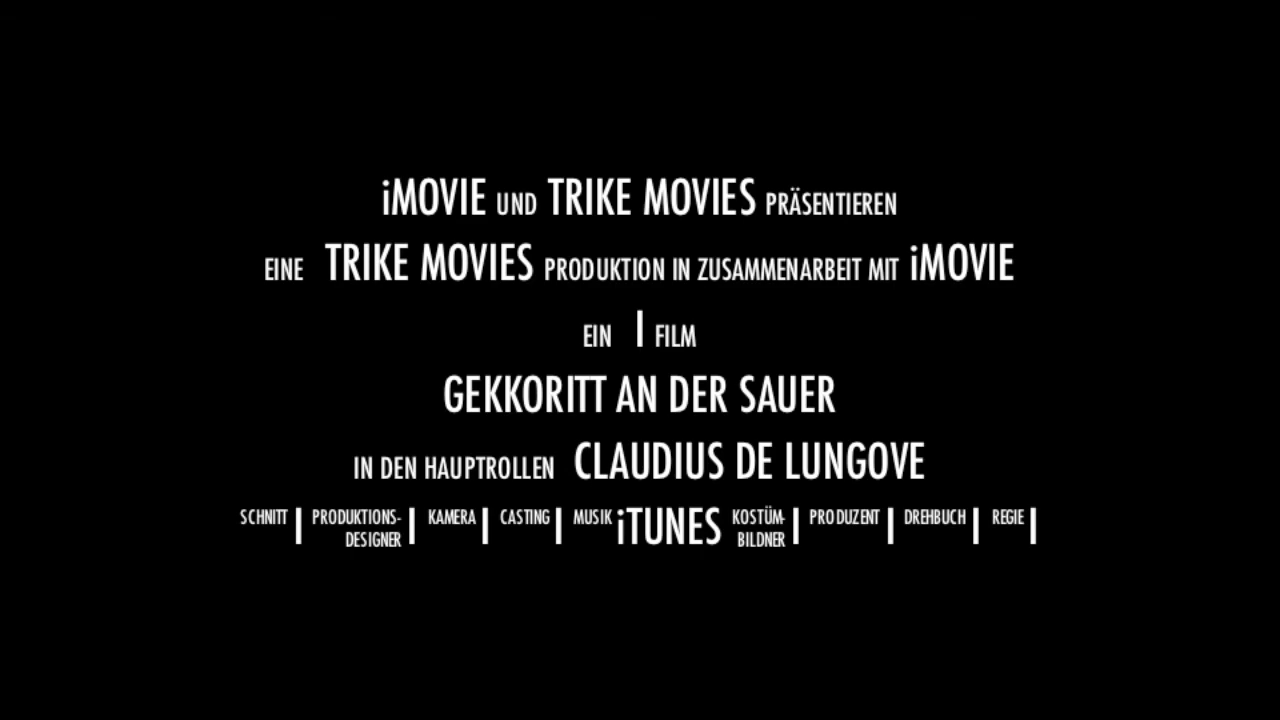 iMOVIE UND TRIKE MOVIES PRÄSENTIEREN
EINE TRIKE MOVIES PRODUKTION IN ZUSAMMENARBEIT MIT iMOVIE
EIN | FILM
GEKKORITT AN DER SAUER
IN DEN HAUPTROLLEN CLAUDIUS DE LUNGOVE
SCHNITT | PRODUKTIONS-DESIGNER | KAMERA | CASTING | MUSIK iTUNES KOSTÜM-BILDNER | PRODUZENT | DREHBUCH | REGIE |